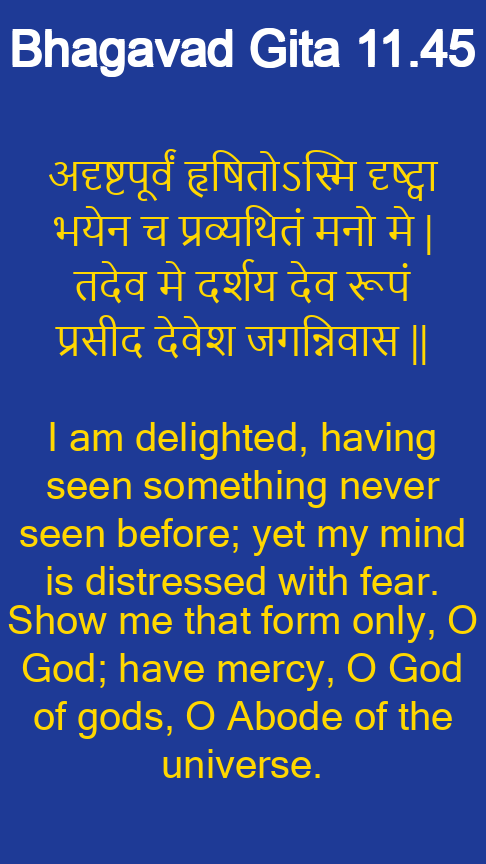 Bhagavad Gita 11.45
अदृष्टपूर्वं हृषितोऽस्मि दृष्ट्वा
भयेन च प्रव्यथितं मनो मे |
तदेव मे दर्शय देव रूपं
प्रसीद देवेश जगन्निवास ||
I am delighted, having
seen something never
seen before; yet my mind
is distressed with fear.
Show me that form only, O
God; have mercy, O God
of gods, O Abode of the
universe.